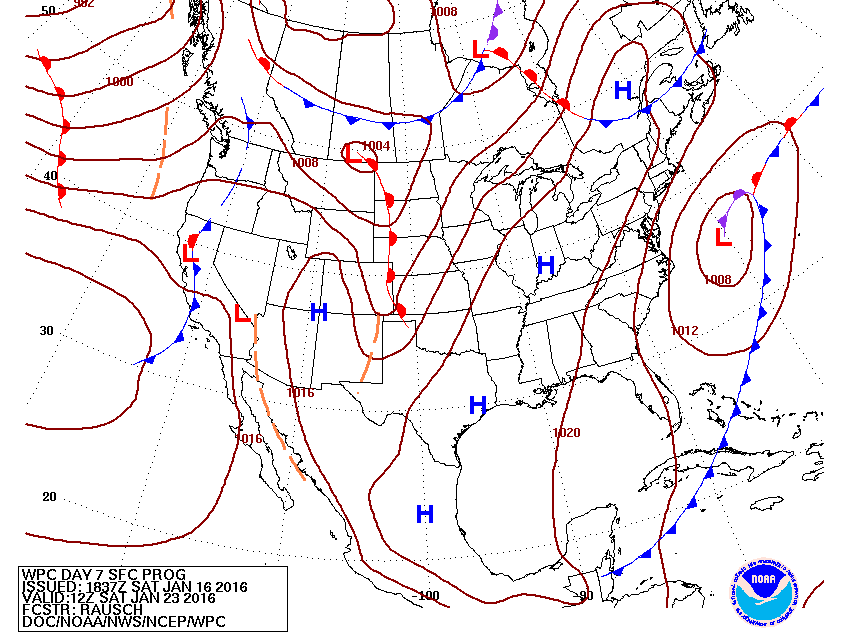 50
992
1008
1000
L
H
1004
L
1008
40
L
H
L
1008
30
L
H
1012
1016
H
1016
1020
20
H
-100
-90
NOAA
WPC DAY 7 SFC PROG
ISSUED: 1837Z SAT JAN 16 2016
VALID:12Z SAT JAN 23 2016
FCSTR: RAUSCH
DOC/NOAA/NWS/NCEP/WPC